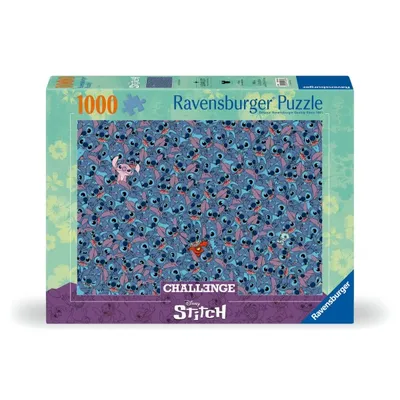 1000
Ravensburger Puzzle
CHALLENGE
Disney
STITCH
Ravensburger